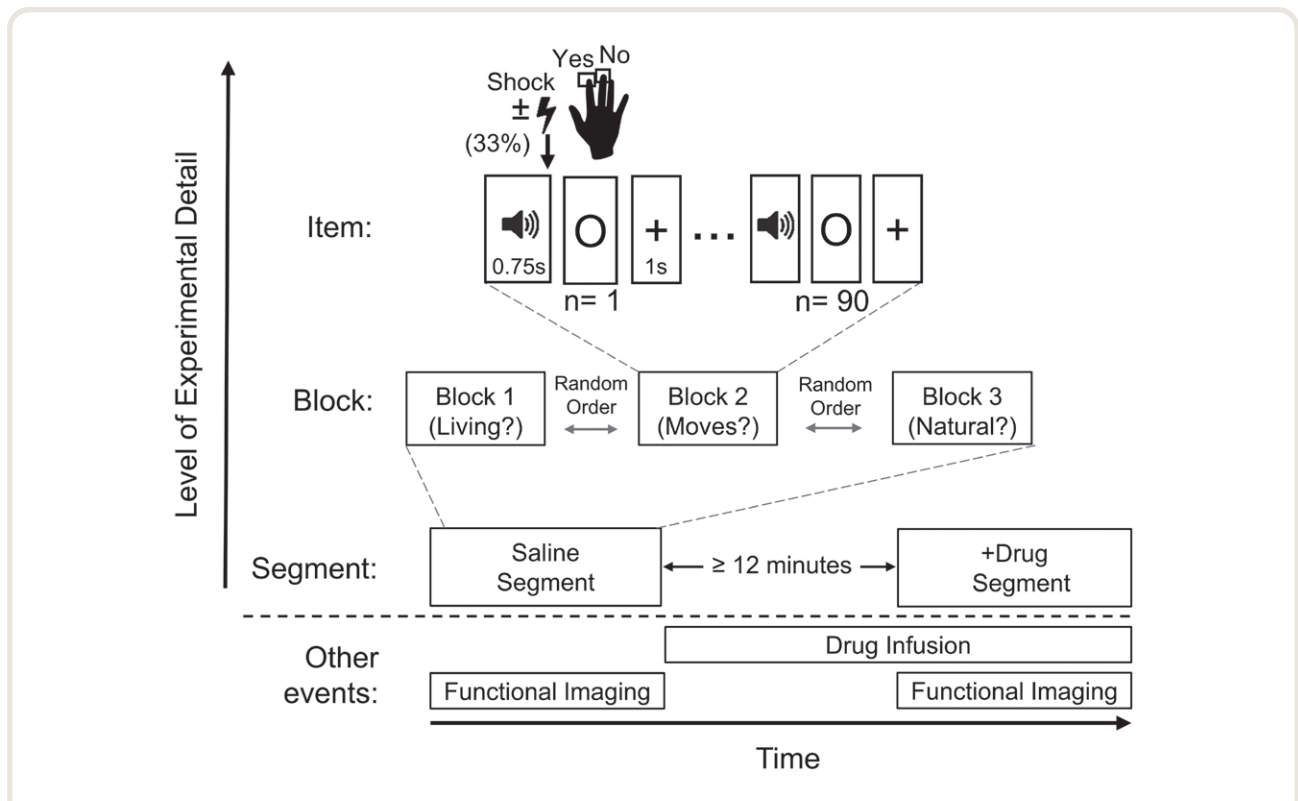 Level of Experimental Detail
Yes No
Shock
±
(33%)
Item:
0.75s
O
+
1s
...
O
+
n= 1
n= 90
Block:
Block 1
(Living?)
Random
Order
Block 2
(Moves?)
Random
Order
Block 3
(Natural?)
Segment:
Saline
Segment
≥ 12 minutes
+Drug
Segment
Other
events:
Drug Infusion
Functional Imaging
Functional Imaging
Time